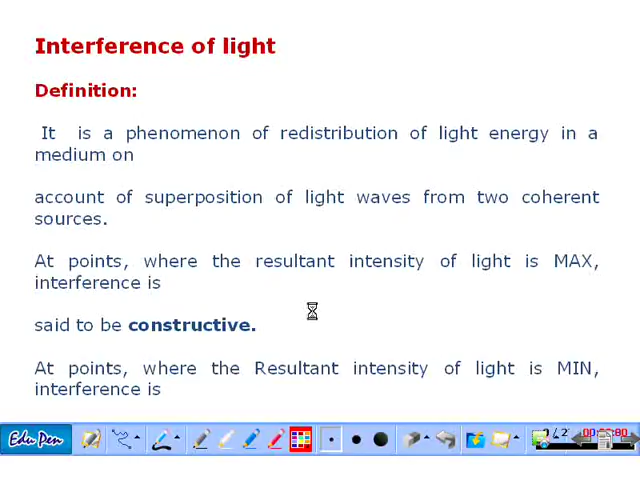 Interference of light
Definition:
It is a phenomenon of redistribution of light energy in a
medium on
account of superposition of light waves from two coherent
sources.
At points, where the resultant intensity of light is MAX,
interference is
said to be constructive.
At points, where the Resultant intensity of light is MIN,
interference is
Edu Pen